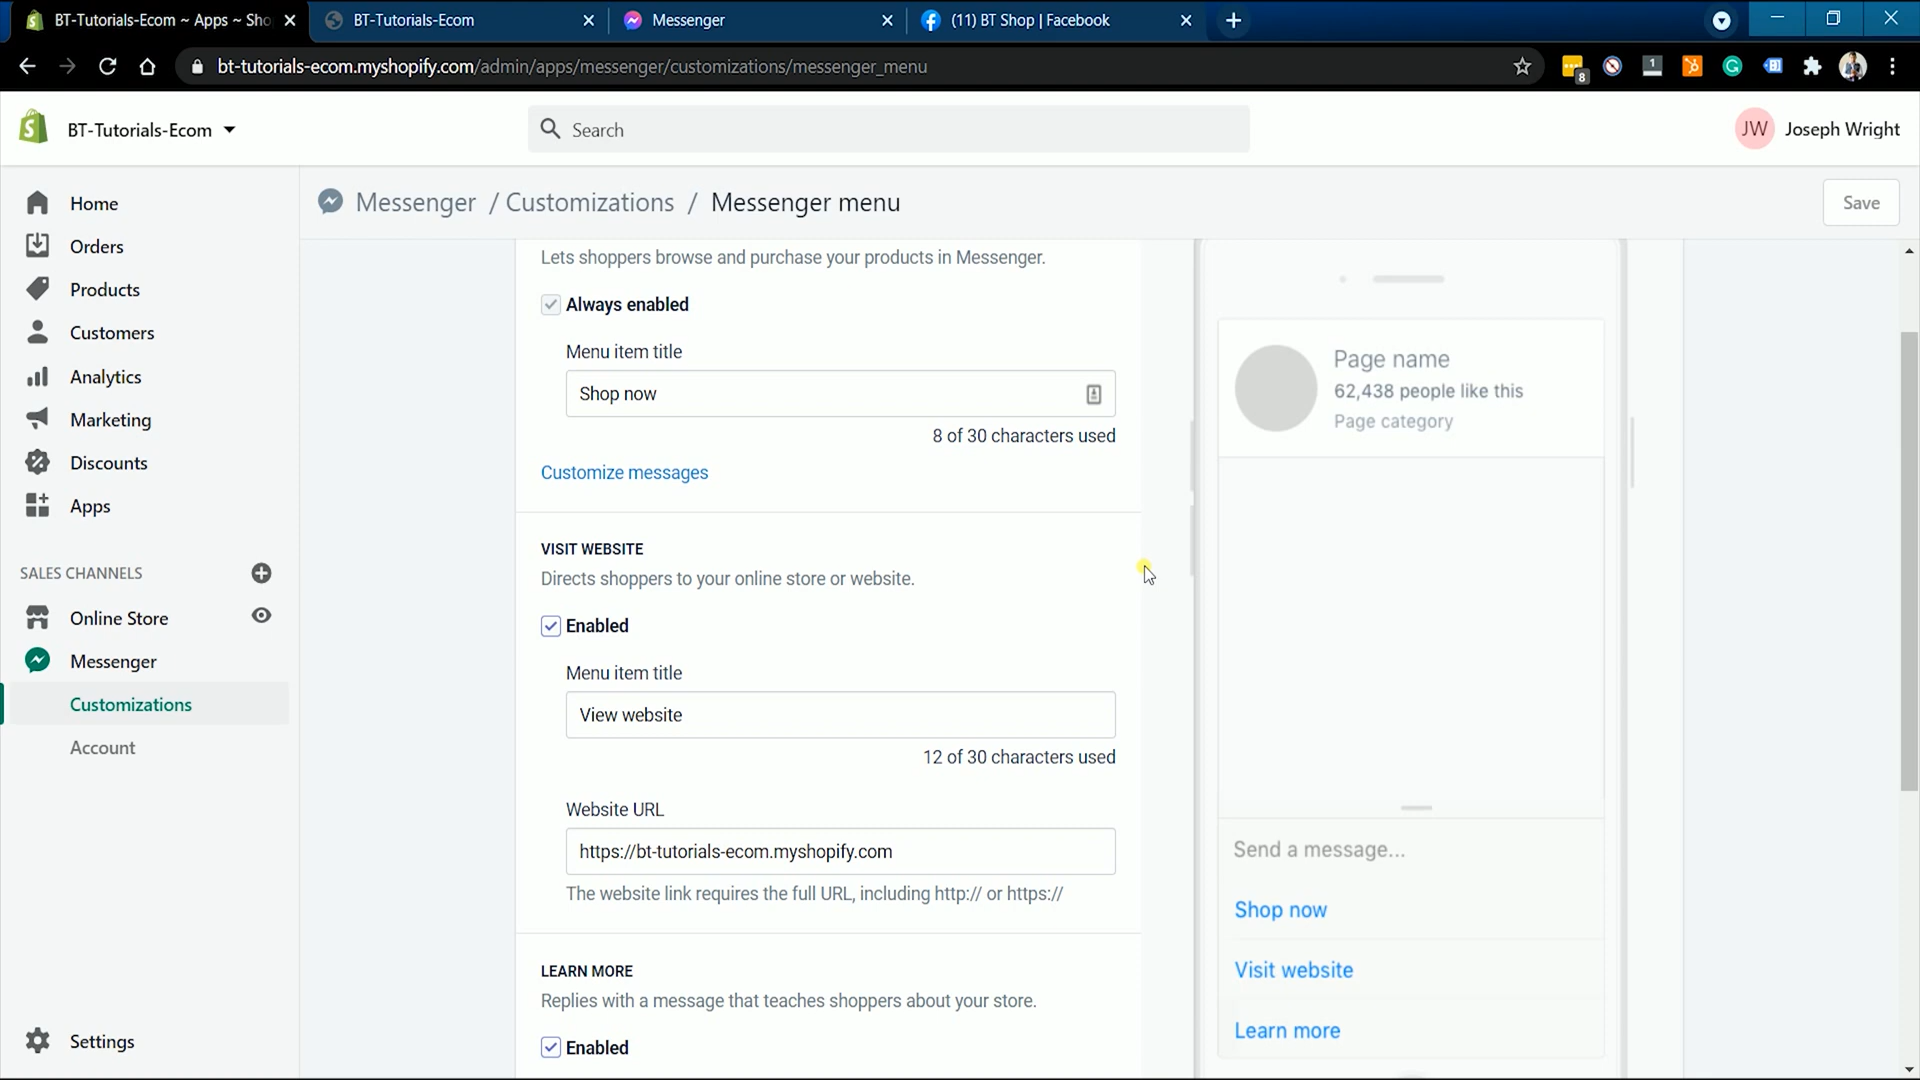 BT-Tutorials-Ecom ~ Apps ~ Sho
BT-Tutorials-Ecom
Messenger
(11) BT Shop | Facebook
bt-tutorials-ecom.myshopify.com/admin/apps/messenger/customizations/messenger_menu
8
1
BT-Tutorials-Ecom
Search
JW
Joseph Wright
Home
Orders
Products
Customers
Analytics
Marketing
Discounts
Apps
SALES CHANNELS
Online Store
Messenger
Customizations
Account
Settings
Messenger / Customizations / Messenger menu
Save
Lets shoppers browse and purchase your products in Messenger.
Always enabled
Menu item title
Shop now
8 of 30 characters used
Customize messages
VISIT WEBSITE
Directs shoppers to your online store or website.
Enabled
Menu item title
View website
12 of 30 characters used
Website URL
https://bt-tutorials-ecom.myshopify.com
The website link requires the full URL, including http:// or https://
LEARN MORE
Replies with a message that teaches shoppers about your store.
Enabled
Page name
62,438 people like this
Page category
Send a message...
Shop now
Visit website
Learn more